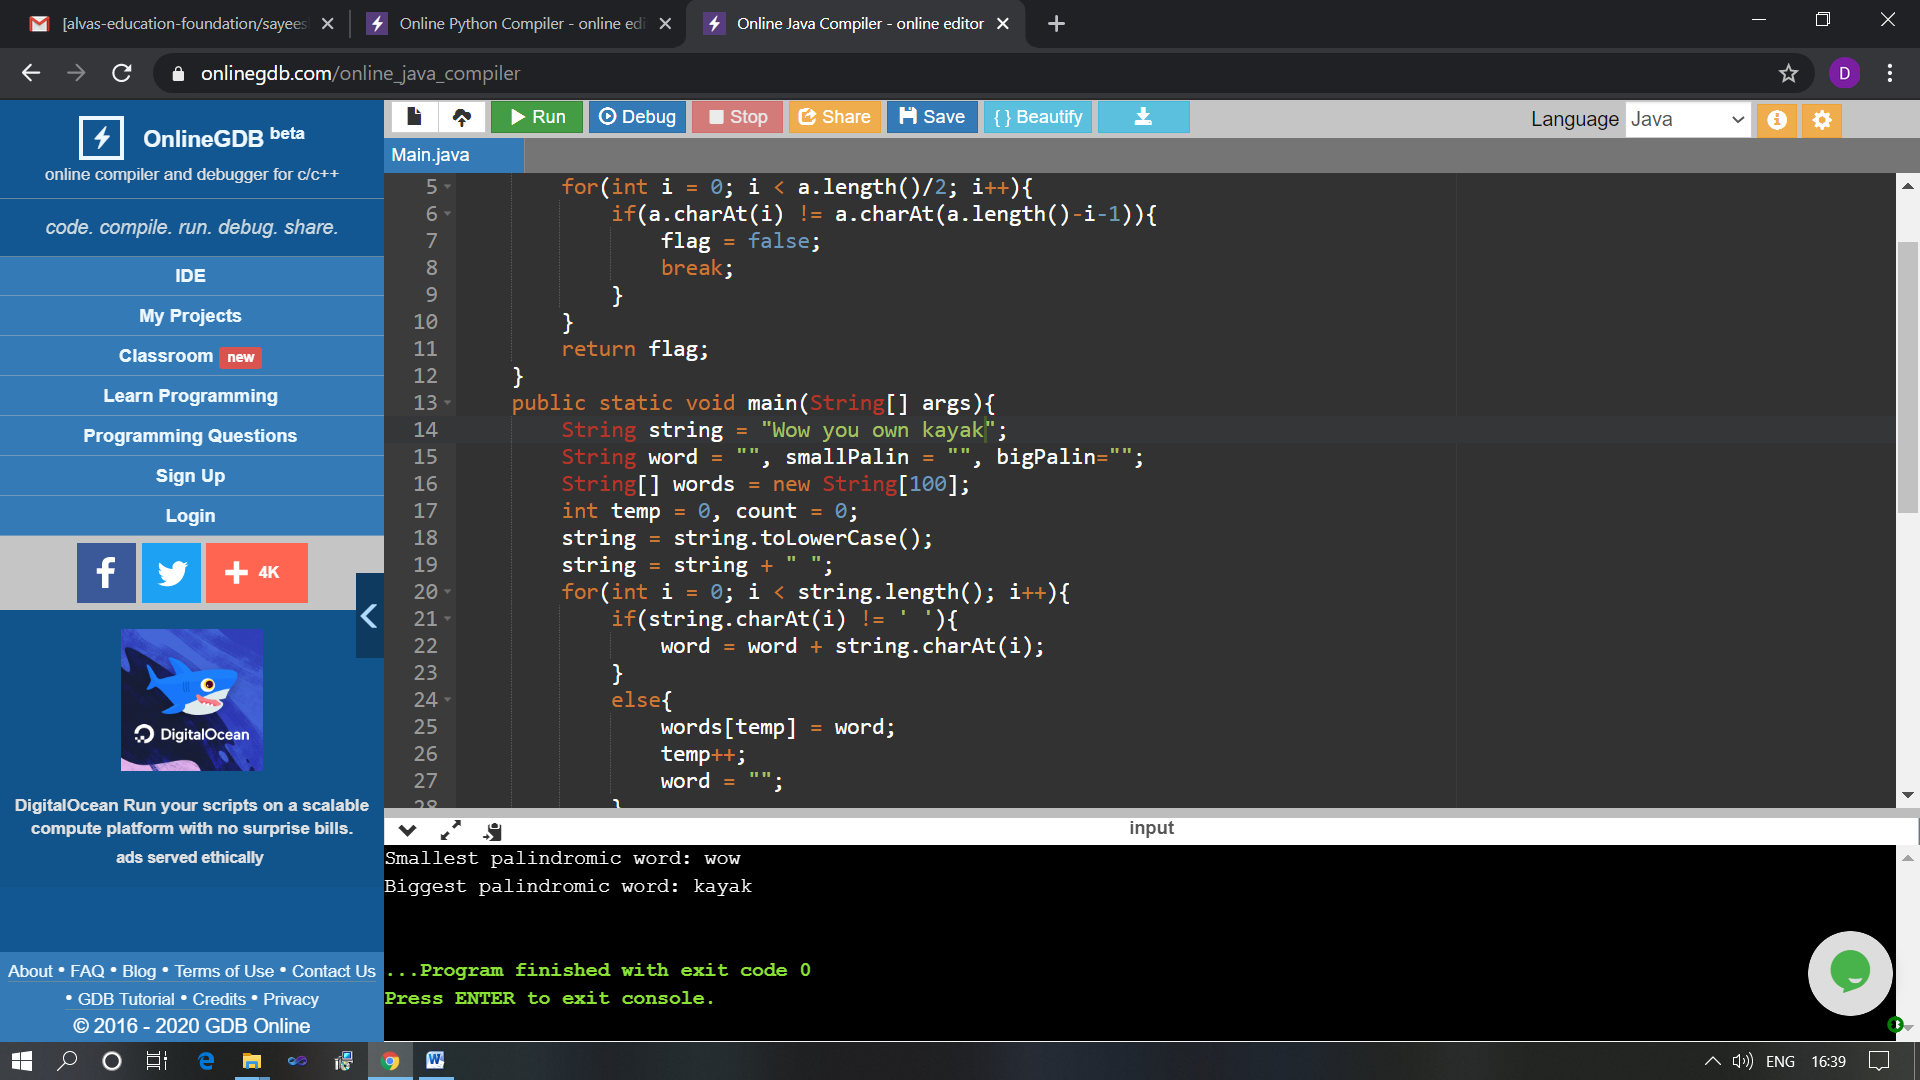 [alvas-education-foundation/sayees
Online Python Compiler - online edi
Online Java Compiler - online editor
onlinegdb.com/online_java_compiler
D
OnlineGDB beta
online compiler and debugger for c/c++
code. compile. run. debug. share.
IDE
My Projects
Classroom new
Learn Programming
Programming Questions
Sign Up
Login
f
+ 4K
DigitalOcean
DigitalOcean Run your scripts on a scalable
compute platform with no surprise bills.
ads served ethically
About • FAQ • Blog • Terms of Use • Contact Us
• GDB Tutorial • Credits • Privacy
© 2016 - 2020 GDB Online
Run Debug Stop Share Save { } Beautify
Language Java
Main.java
5 for(int i = 0; i < a.length()/2; i++){
6 if(a.charAt(i) != a.charAt(a.length()-i-1)){
7 flag = false;
8 break;
9 }
10 }
11 return flag;
12 }
13 public static void main(String[] args){
14 String string = "Wow you own kayak";
15 String word = "", smallPalin = "", bigPalin="";
16 String[] words = new String[100];
17 int temp = 0, count = 0;
18 string = string.toLowerCase();
19 string = string + " ";
20 for(int i = 0; i < string.length(); i++){
21 if(string.charAt(i) != ' '){
22 word = word + string.charAt(i);
23 }
24 else{
25 words[temp] = word;
26 temp++;
27 word = "";
28 }
input
Smallest palindromic word: wow
Biggest palindromic word: kayak
...Program finished with exit code 0
Press ENTER to exit console.
ENG 16:39